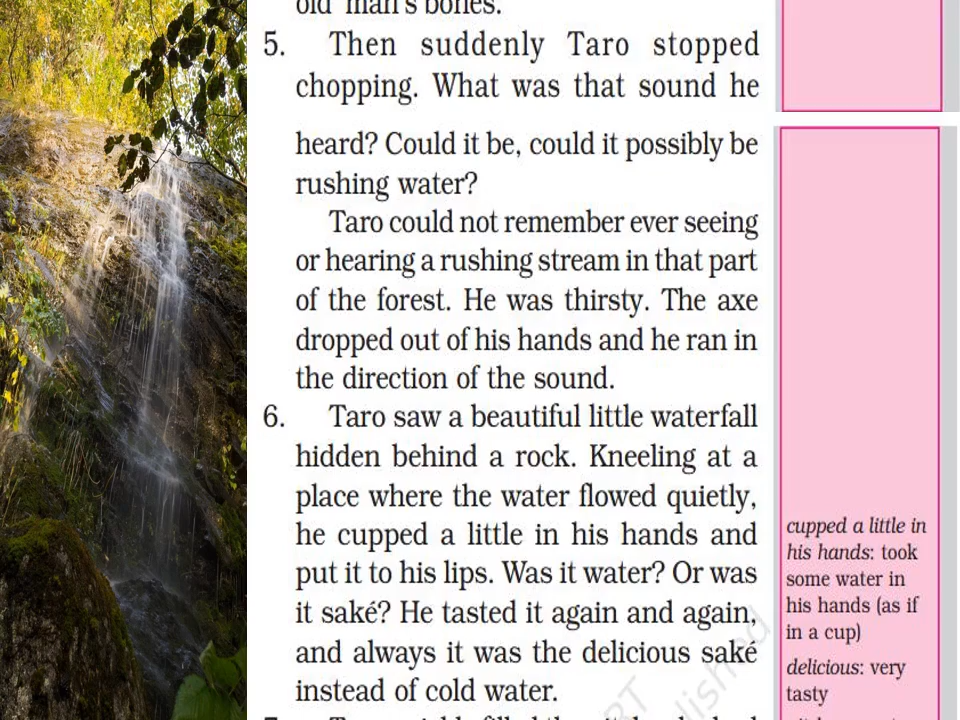 old man's bones.
5. Then suddenly Taro stopped
chopping. What was that sound he
heard? Could it be, could it possibly be
rushing water?
Taro could not remember ever seeing
or hearing a rushing stream in that part
of the forest. He was thirsty. The axe
dropped out of his hands and he ran in
the direction of the sound.
6. Taro saw a beautiful little waterfall
hidden behind a rock. Kneeling at a
place where the water flowed quietly,
he cupped a little in his hands and
put it to his lips. Was it water? Or was
it saké? He tasted it again and again,
and always it was the delicious saké
instead of cold water.
cupped a little in
his hands: took
some water in
his hands (as if
in a cup)
delicious: very
tasty